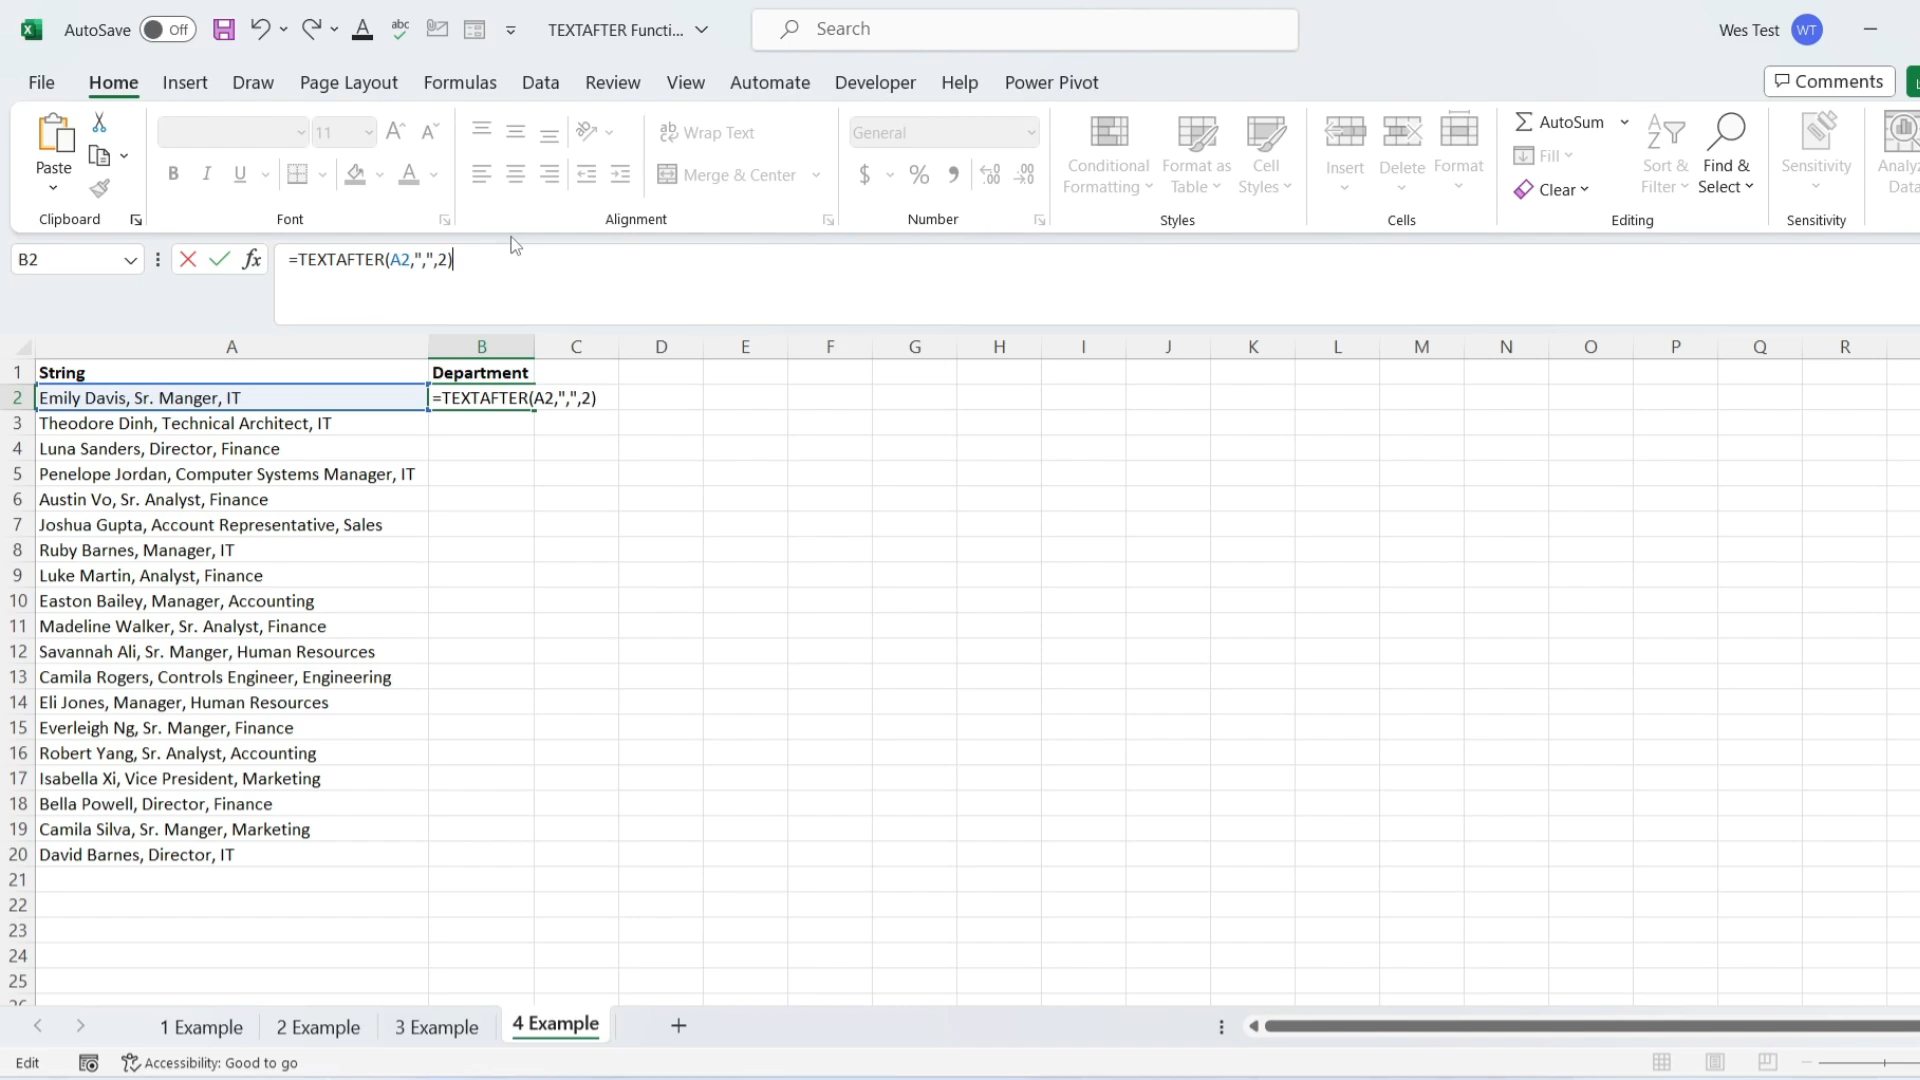 AutoSave Off abc TEXTAFTER Functi... Search Wes Test WT
File Home Insert Draw Page Layout Formulas Data Review View Automate Developer Help Power Pivot Comments
Paste 11 A A ab Wrap Text General Conditional Formatting Format as Table Cell Styles Insert Delete Format AutoSum Fill Clear Sort & Filter Find & Select Sensitivity Analyz Data
B I U A Merge & Center $ % 9
Clipboard Font Alignment Number Styles Cells Editing Sensitivity
B2 fx =TEXTAFTER(A2,",",2)
A B C D E F G H I J K L M N O P Q R
1 String Department
2 Emily Davis, Sr. Manger, IT =TEXTAFTER(A2,",",2)
3 Theodore Dinh, Technical Architect, IT
4 Luna Sanders, Director, Finance
5 Penelope Jordan, Computer Systems Manager, IT
6 Austin Vo, Sr. Analyst, Finance
7 Joshua Gupta, Account Representative, Sales
8 Ruby Barnes, Manager, IT
9 Luke Martin, Analyst, Finance
10 Easton Bailey, Manager, Accounting
11 Madeline Walker, Sr. Analyst, Finance
12 Savannah Ali, Sr. Manger, Human Resources
13 Camila Rogers, Controls Engineer, Engineering
14 Eli Jones, Manager, Human Resources
15 Everleigh Ng, Sr. Manger, Finance
16 Robert Yang, Sr. Analyst, Accounting
17 Isabella Xi, Vice President, Marketing
18 Bella Powell, Director, Finance
19 Camila Silva, Sr. Manger, Marketing
20 David Barnes, Director, IT
21
22
23
24
25
1 Example 2 Example 3 Example 4 Example
Edit Accessibility: Good to go